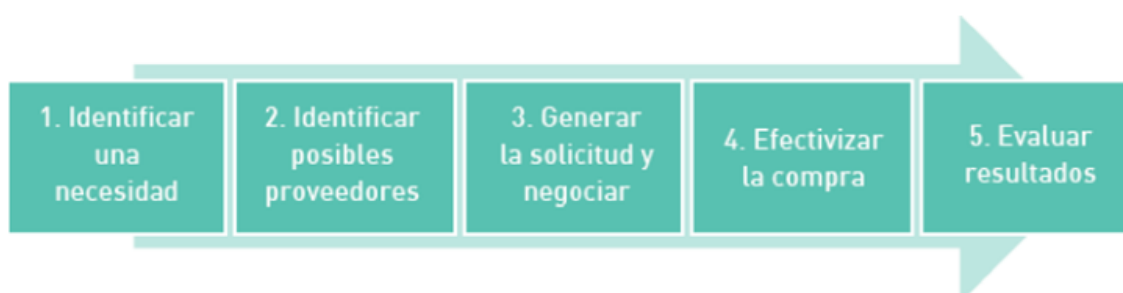 1. Identificar
una
necesidad
2. Identificar
posibles
proveedores
3. Generar
la solicitud y
negociar
4. Efectivizar
la compra
5. Evaluar
resultados